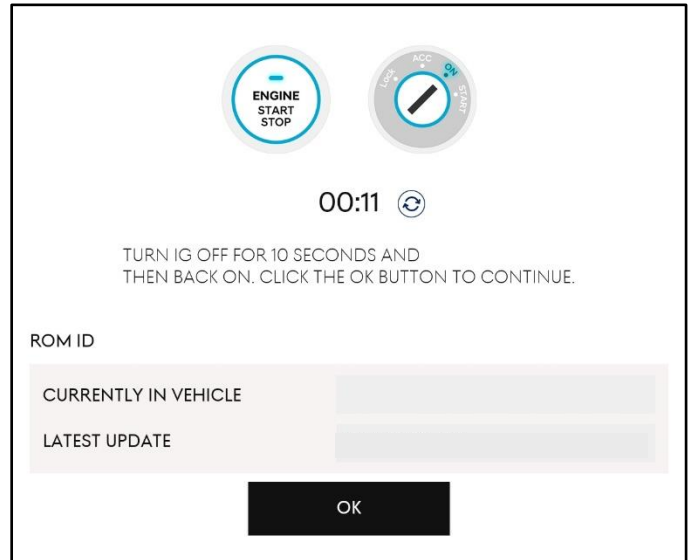 ENGINE
START
STOP
Lock
ACC
ON
START
00:11
TURN IG OFF FOR 10 SECONDS AND
THEN BACK ON. CLICK THE OK BUTTON TO CONTINUE.
ROM ID
CURRENTLY IN VEHICLE
LATEST UPDATE
OK